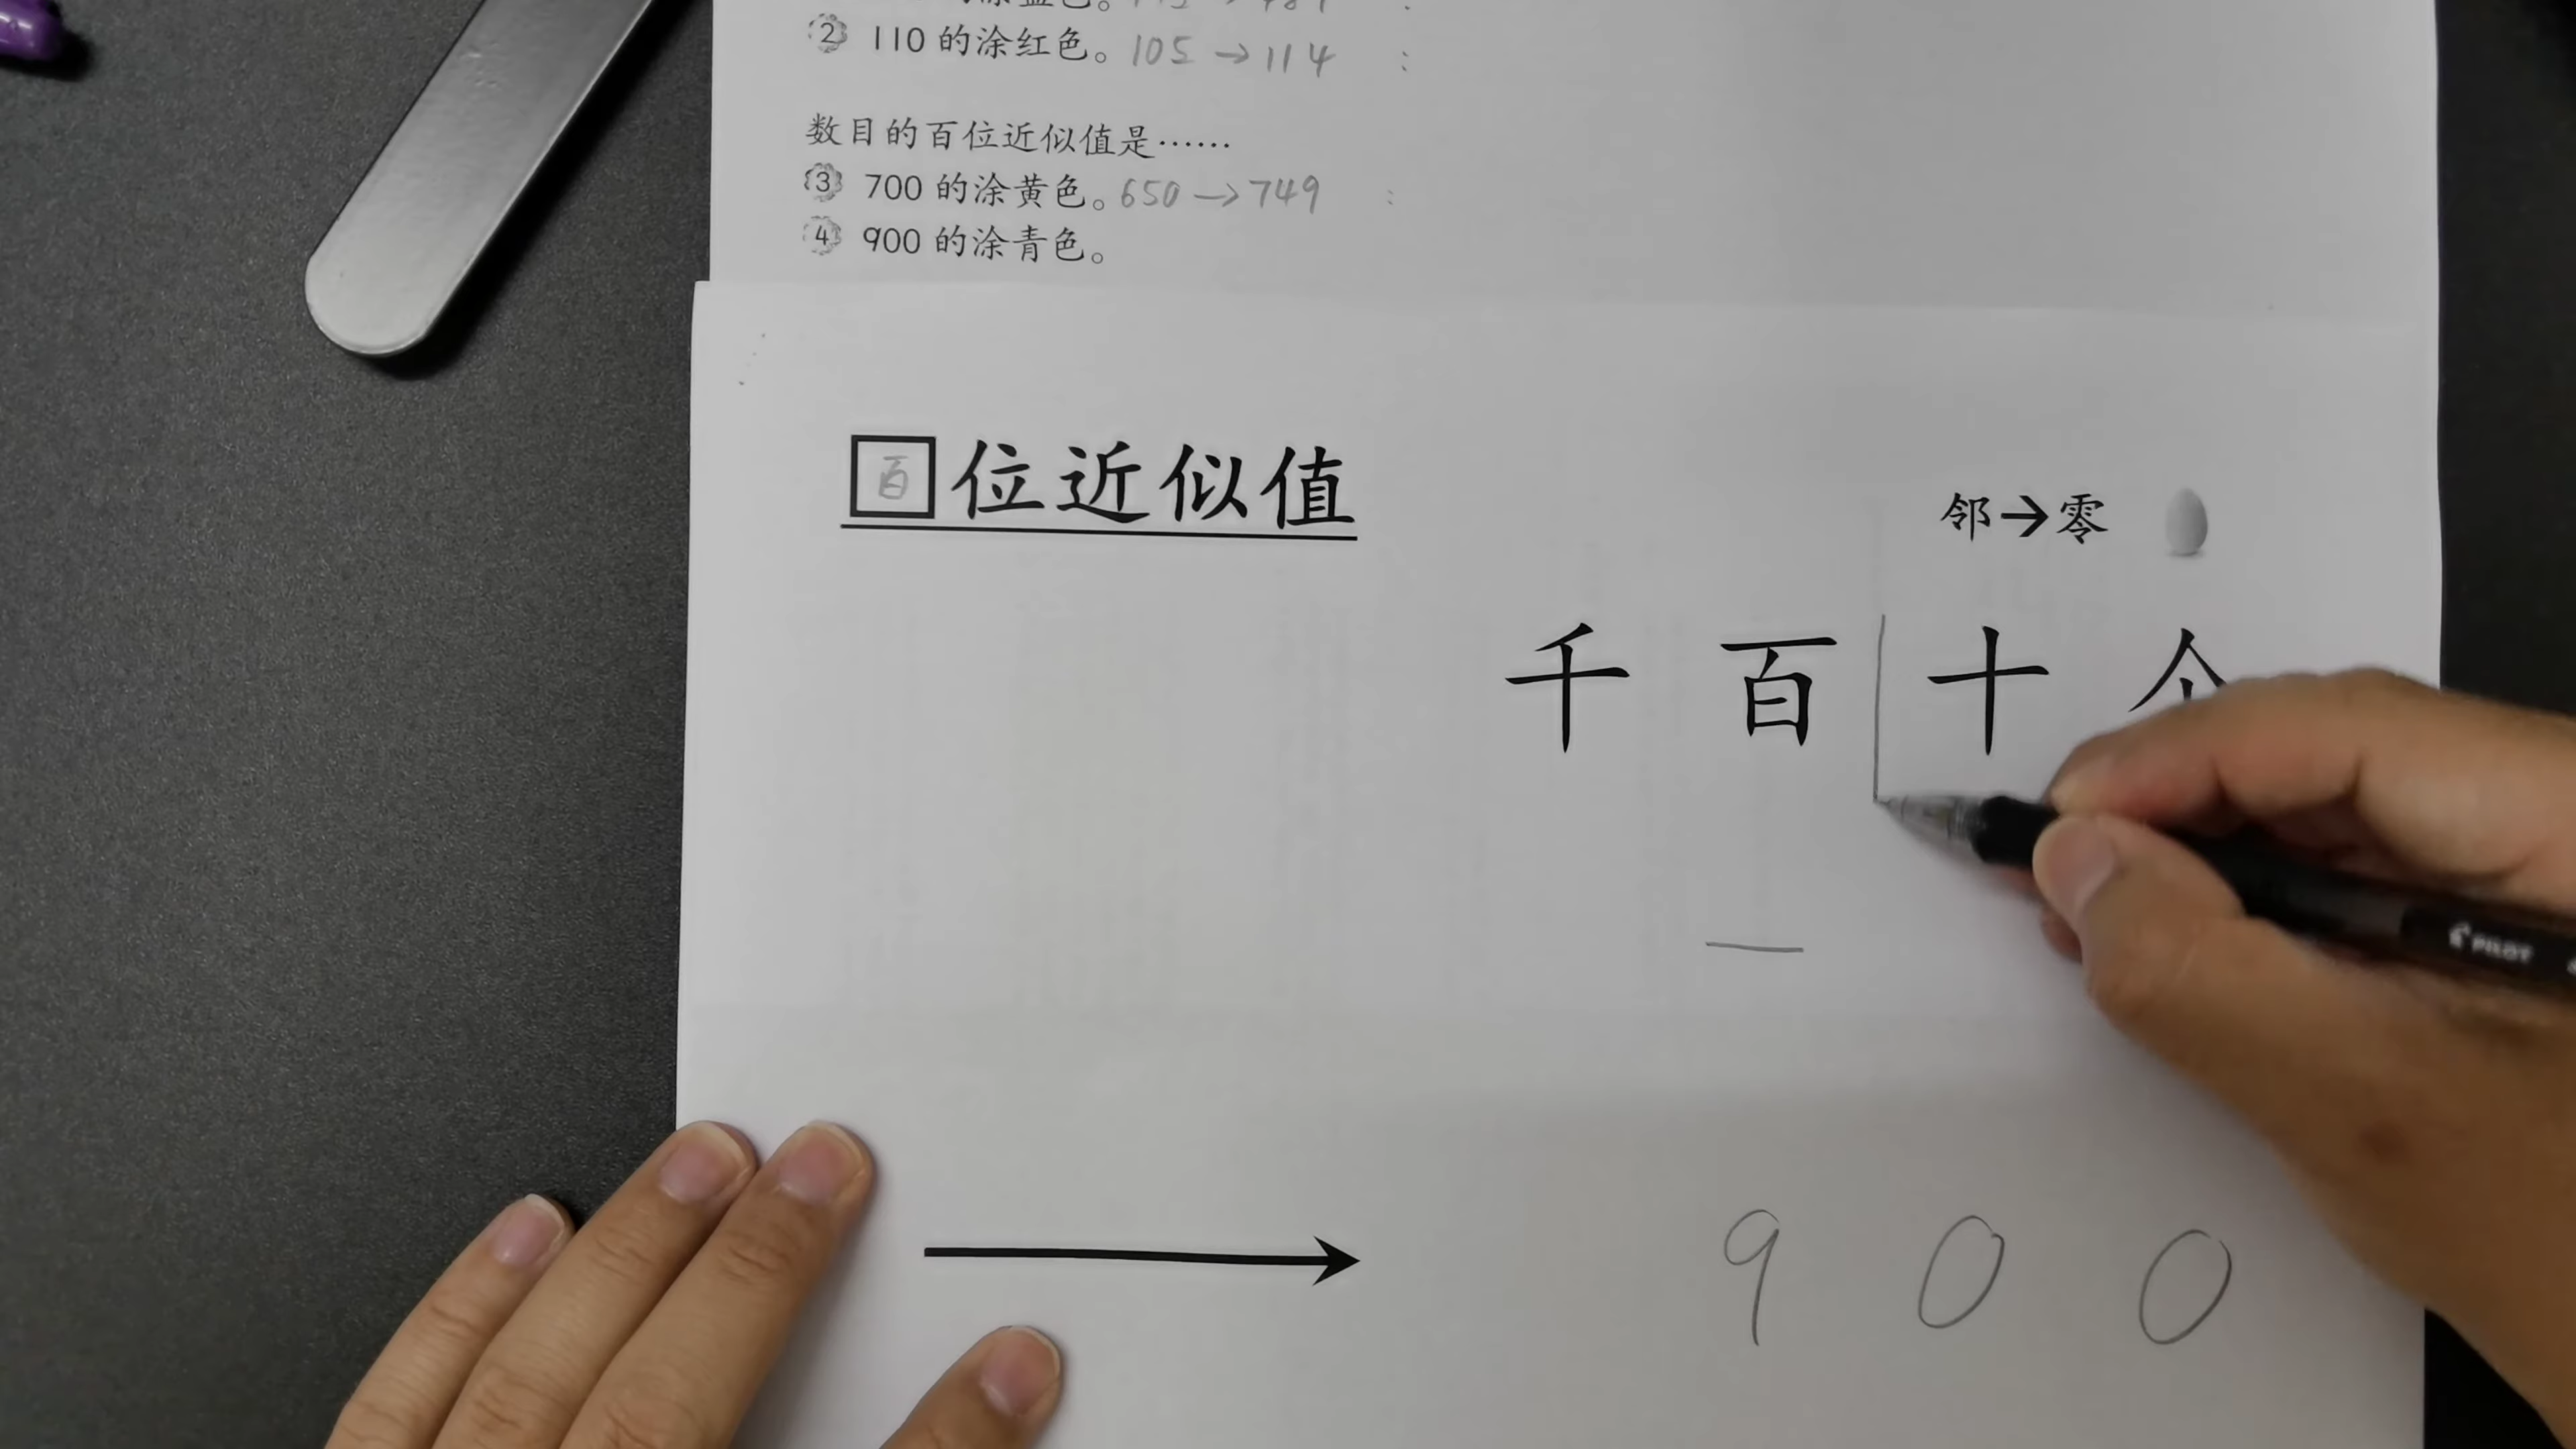 ② 110 的涂红色。105 → 114 :
数目的百位近似值是……
③ 700 的涂黄色。650 → 749 :
④ 900 的涂青色。
百位近似值
邻→零
千 百 十 个
9 0 0
PILOT